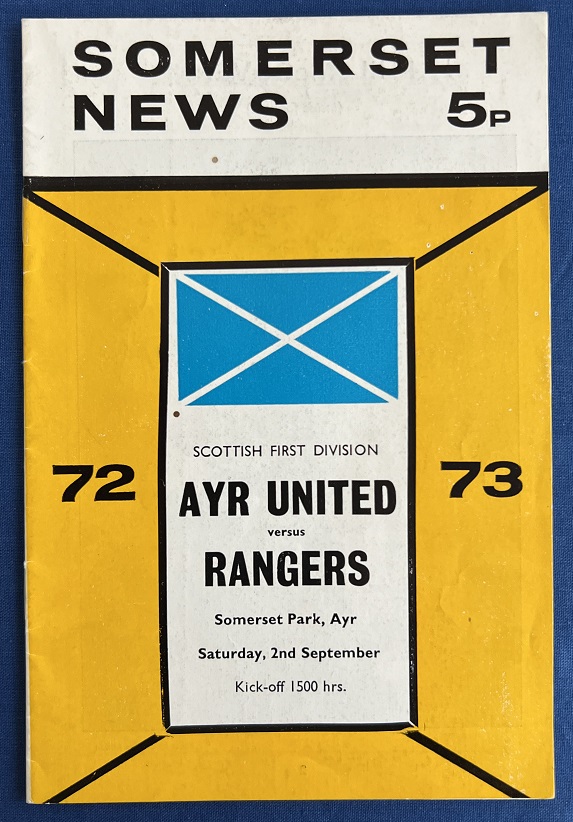 SOMERSET
NEWS 5P
SCOTTISH FIRST DIVISION
72 AYR UNITED 73
versus
RANGERS
Somerset Park, Ayr
Saturday, 2nd September
Kick-off 1500 hrs.